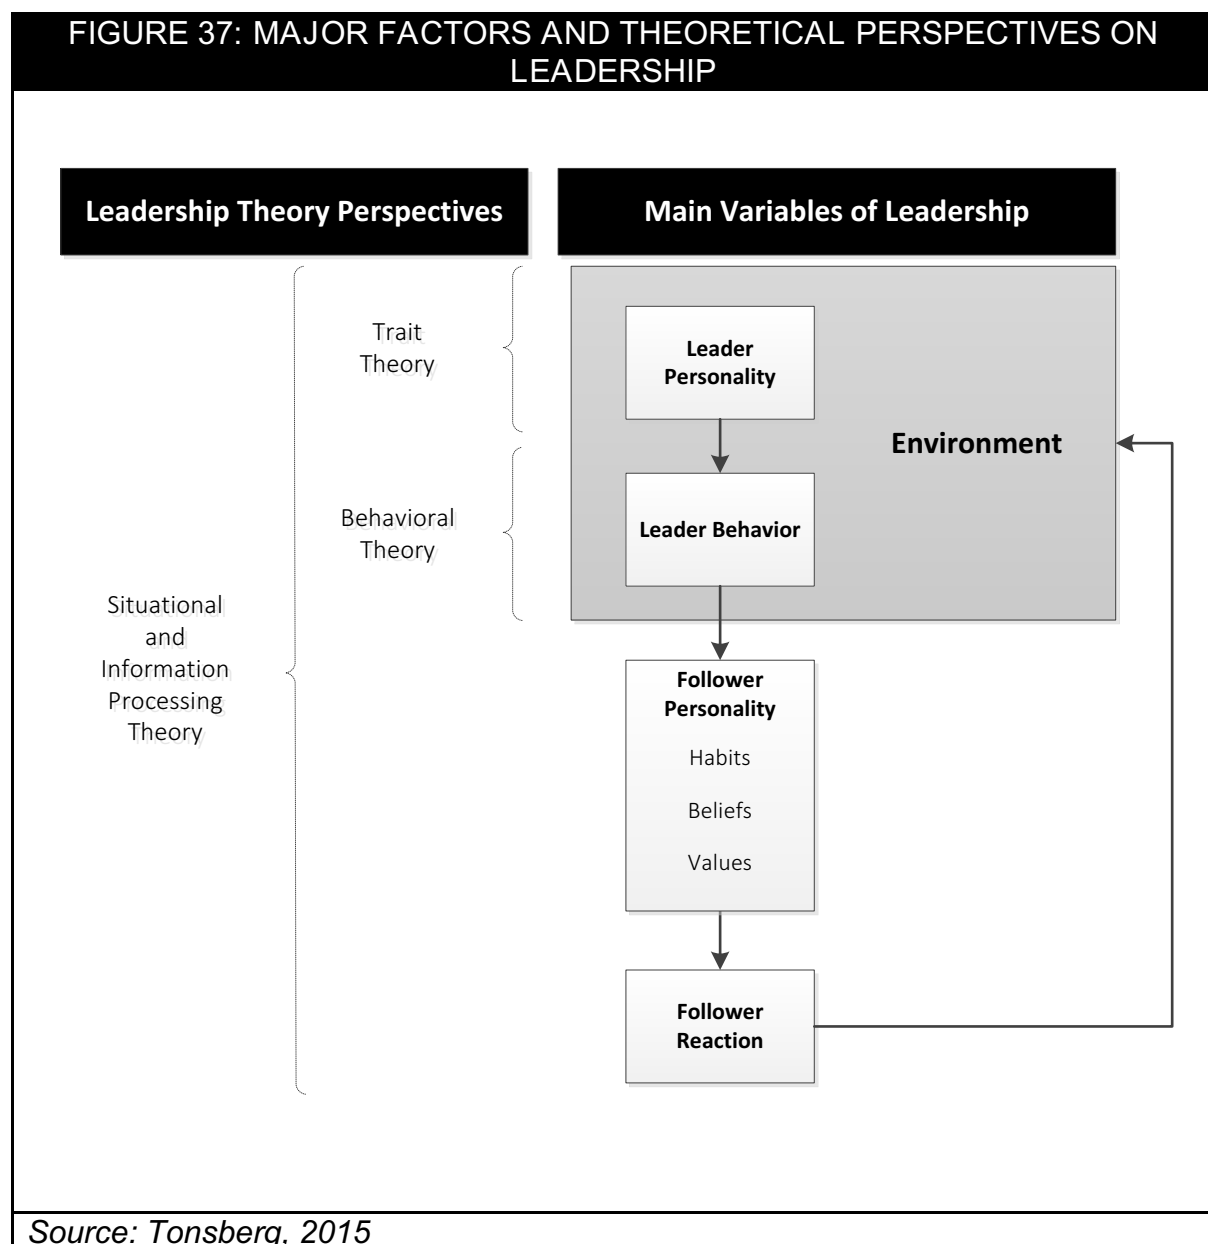 FIGURE 37: MAJOR FACTORS AND THEORETICAL PERSPECTIVES ON
LEADERSHIP
Leadership Theory Perspectives
Main Variables of Leadership
Trait
Theory
Behavioral
Theory
Situational
and
Information
Processing
Theory
Leader
Personality
Environment
Leader Behavior
Follower
Personality
Habits
Beliefs
Values
Follower
Reaction
Source: Tonsberg, 2015